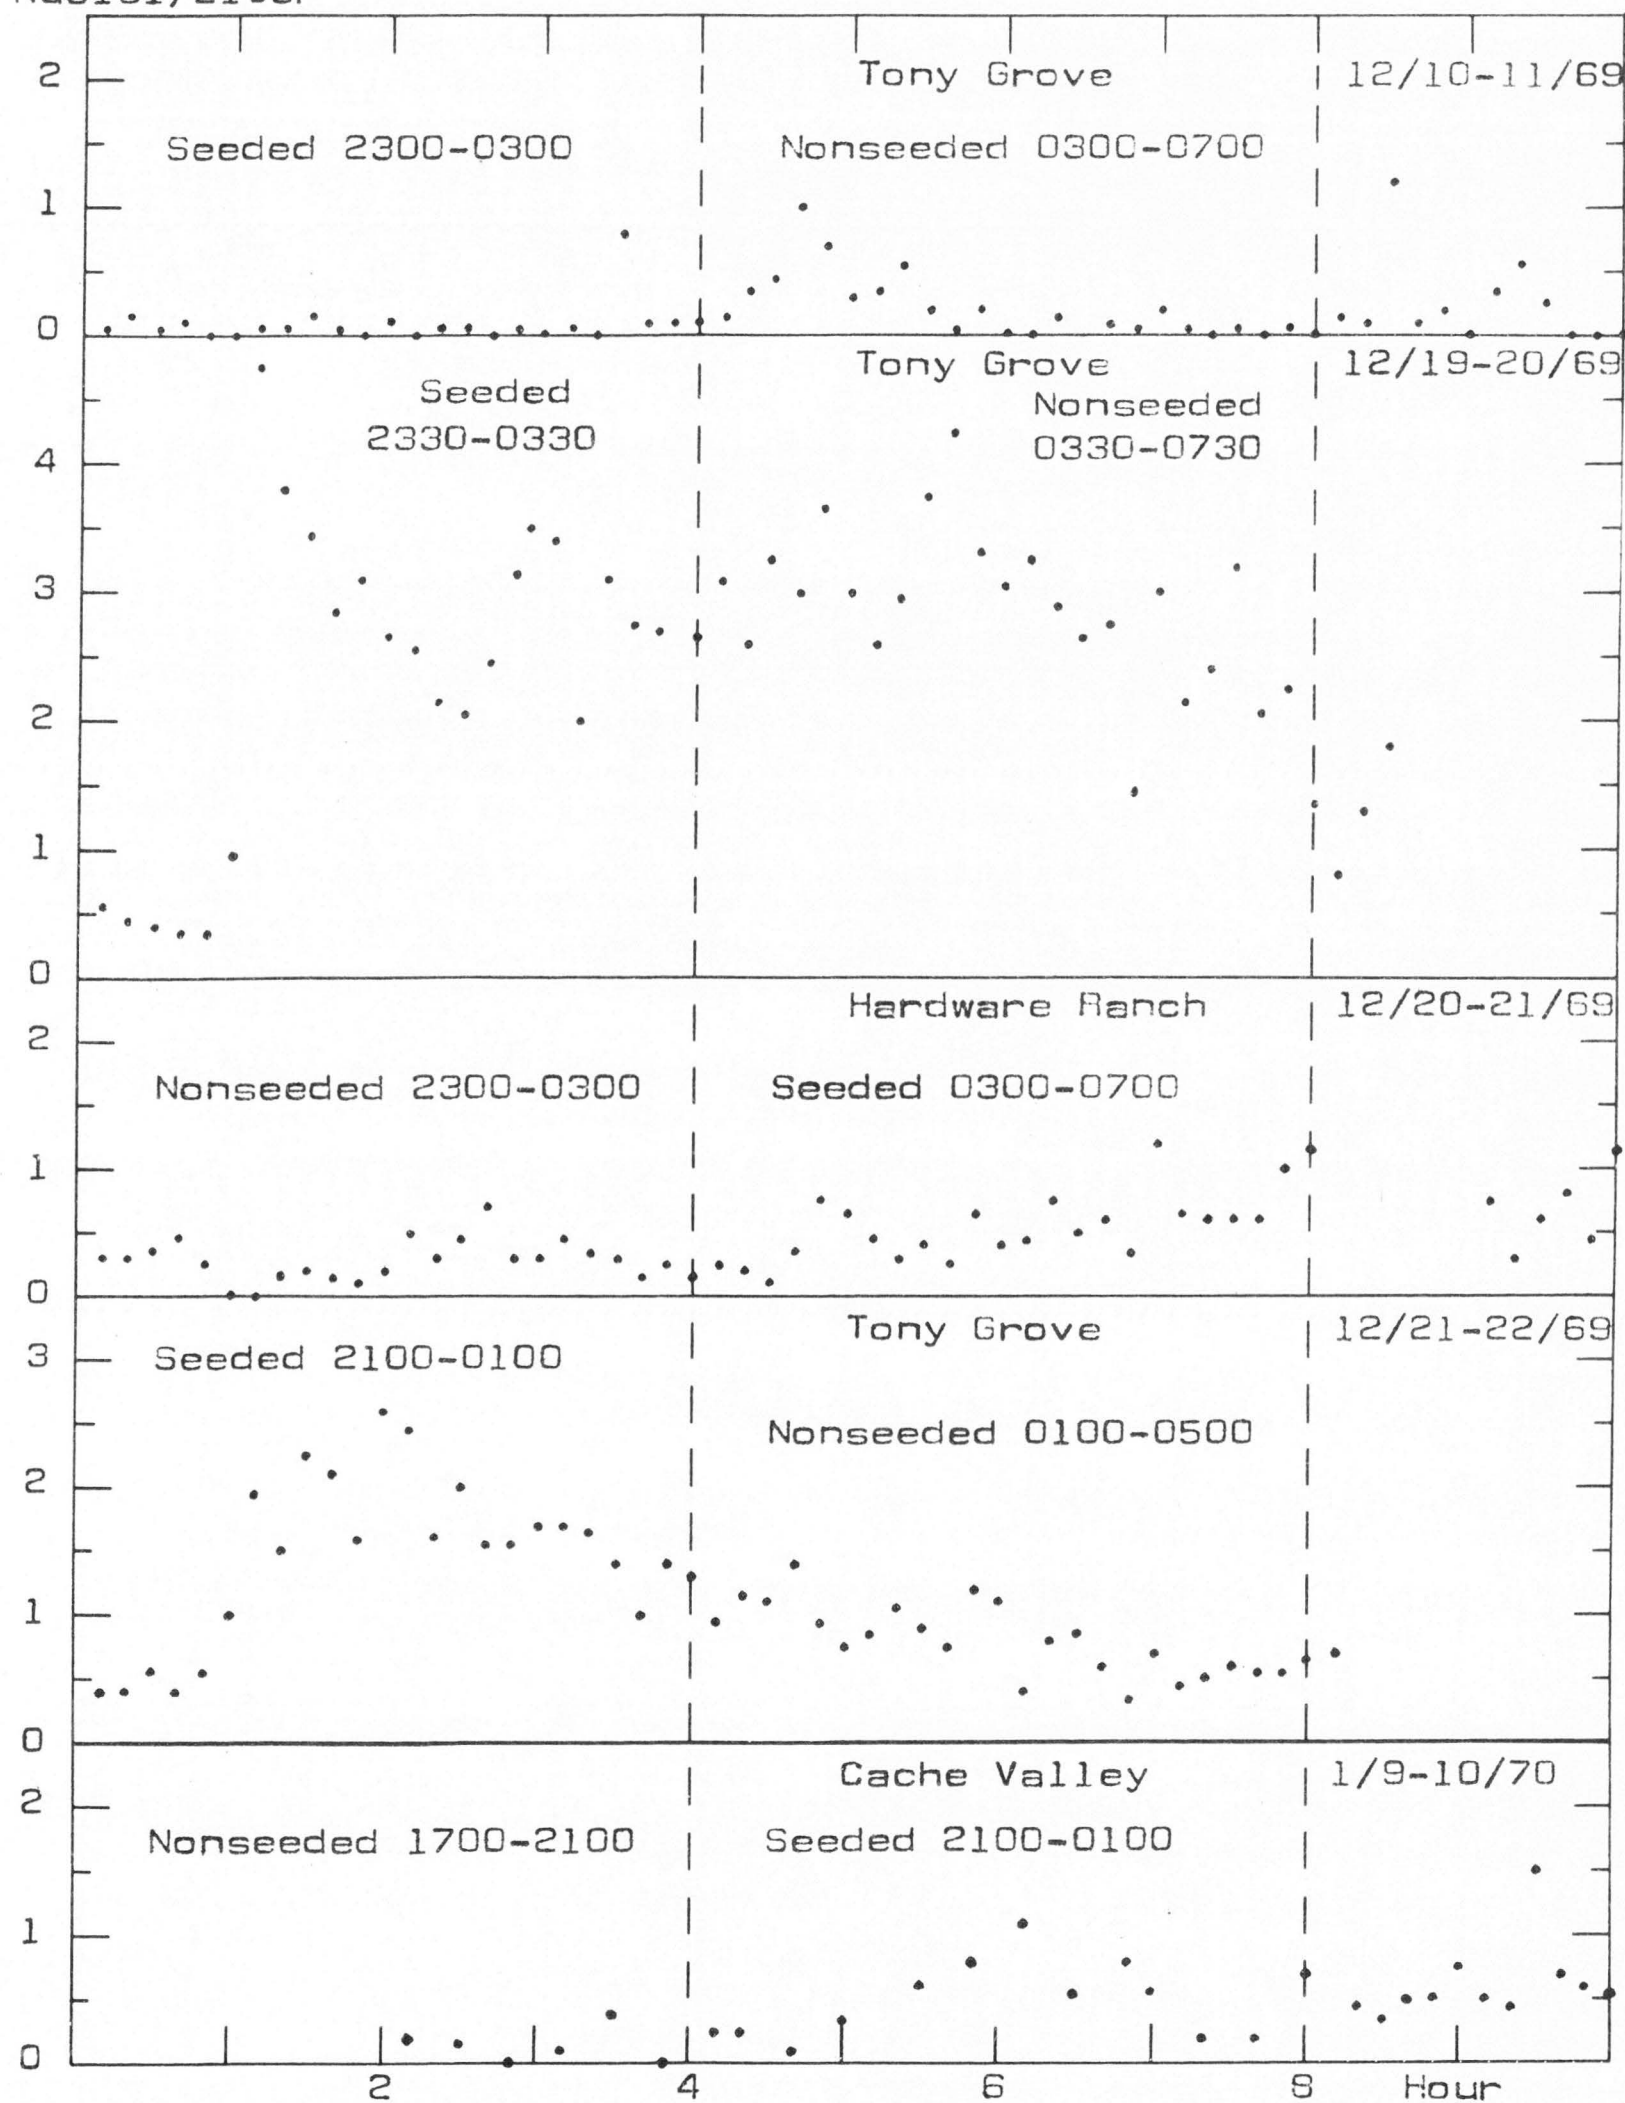 2
Tony Grove 12/10-11/69
Seeded 2300-0300 Nonseeded 0300-0700
1
0
Tony Grove 12/19-20/69
Seeded
2330-0330
Nonseeded
0330-0730
4
3
2
1
0
Hardware Ranch 12/20-21/69
2
Nonseeded 2300-0300 Seeded 0300-0700
1
0
Tony Grove 12/21-22/69
3
Seeded 2100-0100
Nonseeded 0100-0500
2
1
0
Cache Valley 1/9-10/70
2
Nonseeded 1700-2100 Seeded 2100-0100
1
0
2 4 6 8 Hour